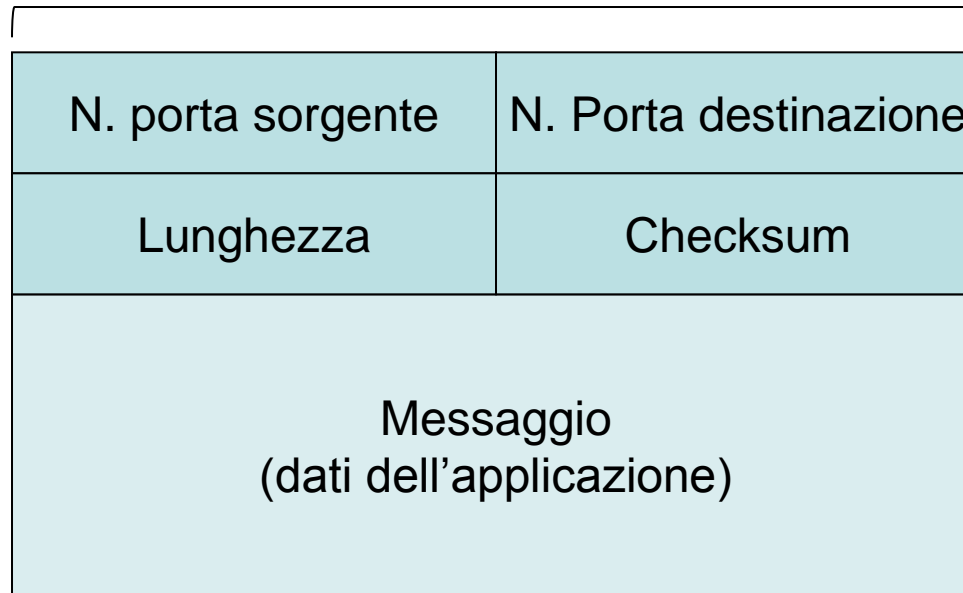 N. porta sorgente
N. Porta destinazione
Lunghezza
Checksum
Messaggio
(dati dell’applicazione)